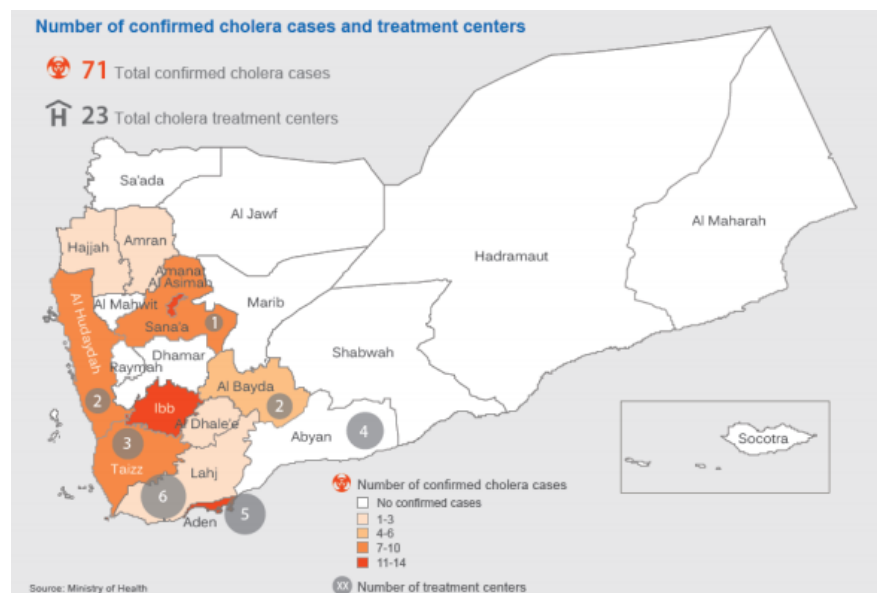 Number of confirmed cholera cases and treatment centers
71 Total confirmed cholera cases
H 23 Total cholera treatment centers
Sa'ada
Al Jawf
Al Maharah
Hajjah
Amran
Hadramaut
Amanat
Al Asimah
Al Mahwit
Marib
Al Hudaydah
Sana'a
1
Dhamar
Raymah
Shabwah
Al Bayda
2
2
Ibb
Al Dhale'e
Abyan
4
3
Taizz
Lahj
Socotra
6
5
Aden
Number of confirmed cholera cases
No confirmed cases
1-3
4-6
7-10
11-14
Source: Ministry of Health
XX Number of treatment centers